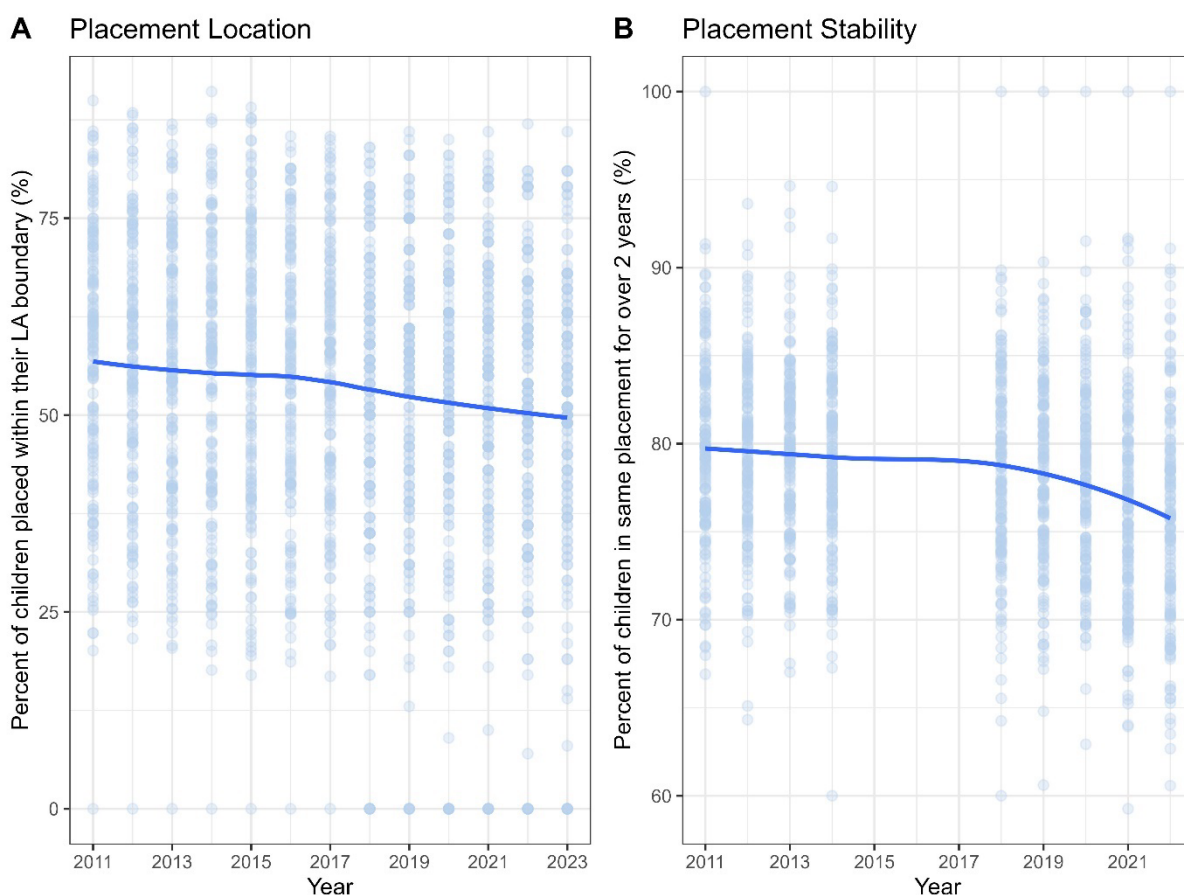 A Placement Location
Percent of children placed within their LA boundary (%)
75
50
25
0
2011 2013 2015 2017 2019 2021 2023
Year
B Placement Stability
Percent of children in same placement for over 2 years (%)
100
90
80
70
60
2011 2013 2015 2017 2019 2021
Year